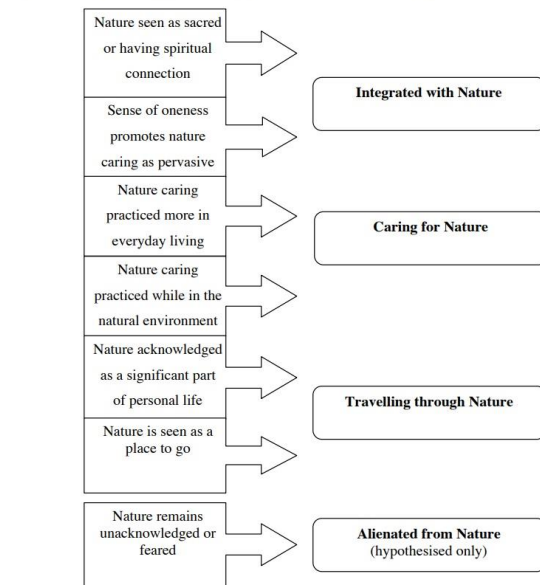 Nature seen as sacred
or having spiritual
connection
Integrated with Nature
Sense of oneness
promotes nature
caring as pervasive
Nature caring
practiced more in
everyday living
Caring for Nature
Nature caring
practiced while in the
natural environment
Nature acknowledged
as a significant part
of personal life
Travelling through Nature
Nature is seen as a
place to go
Nature remains
unacknowledged or
feared
Alienated from Nature
(hypothesised only)